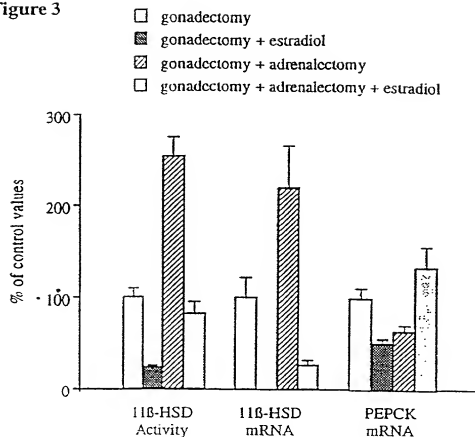 Figure 3
gonadectomy
gonadectomy + estradiol
gonadectomy + adrenalectomy
gonadectomy + adrenalectomy + estradiol
% of control values
300
200
100
0
11ß-HSD Activity
11ß-HSD mRNA
PEPCK mRNA